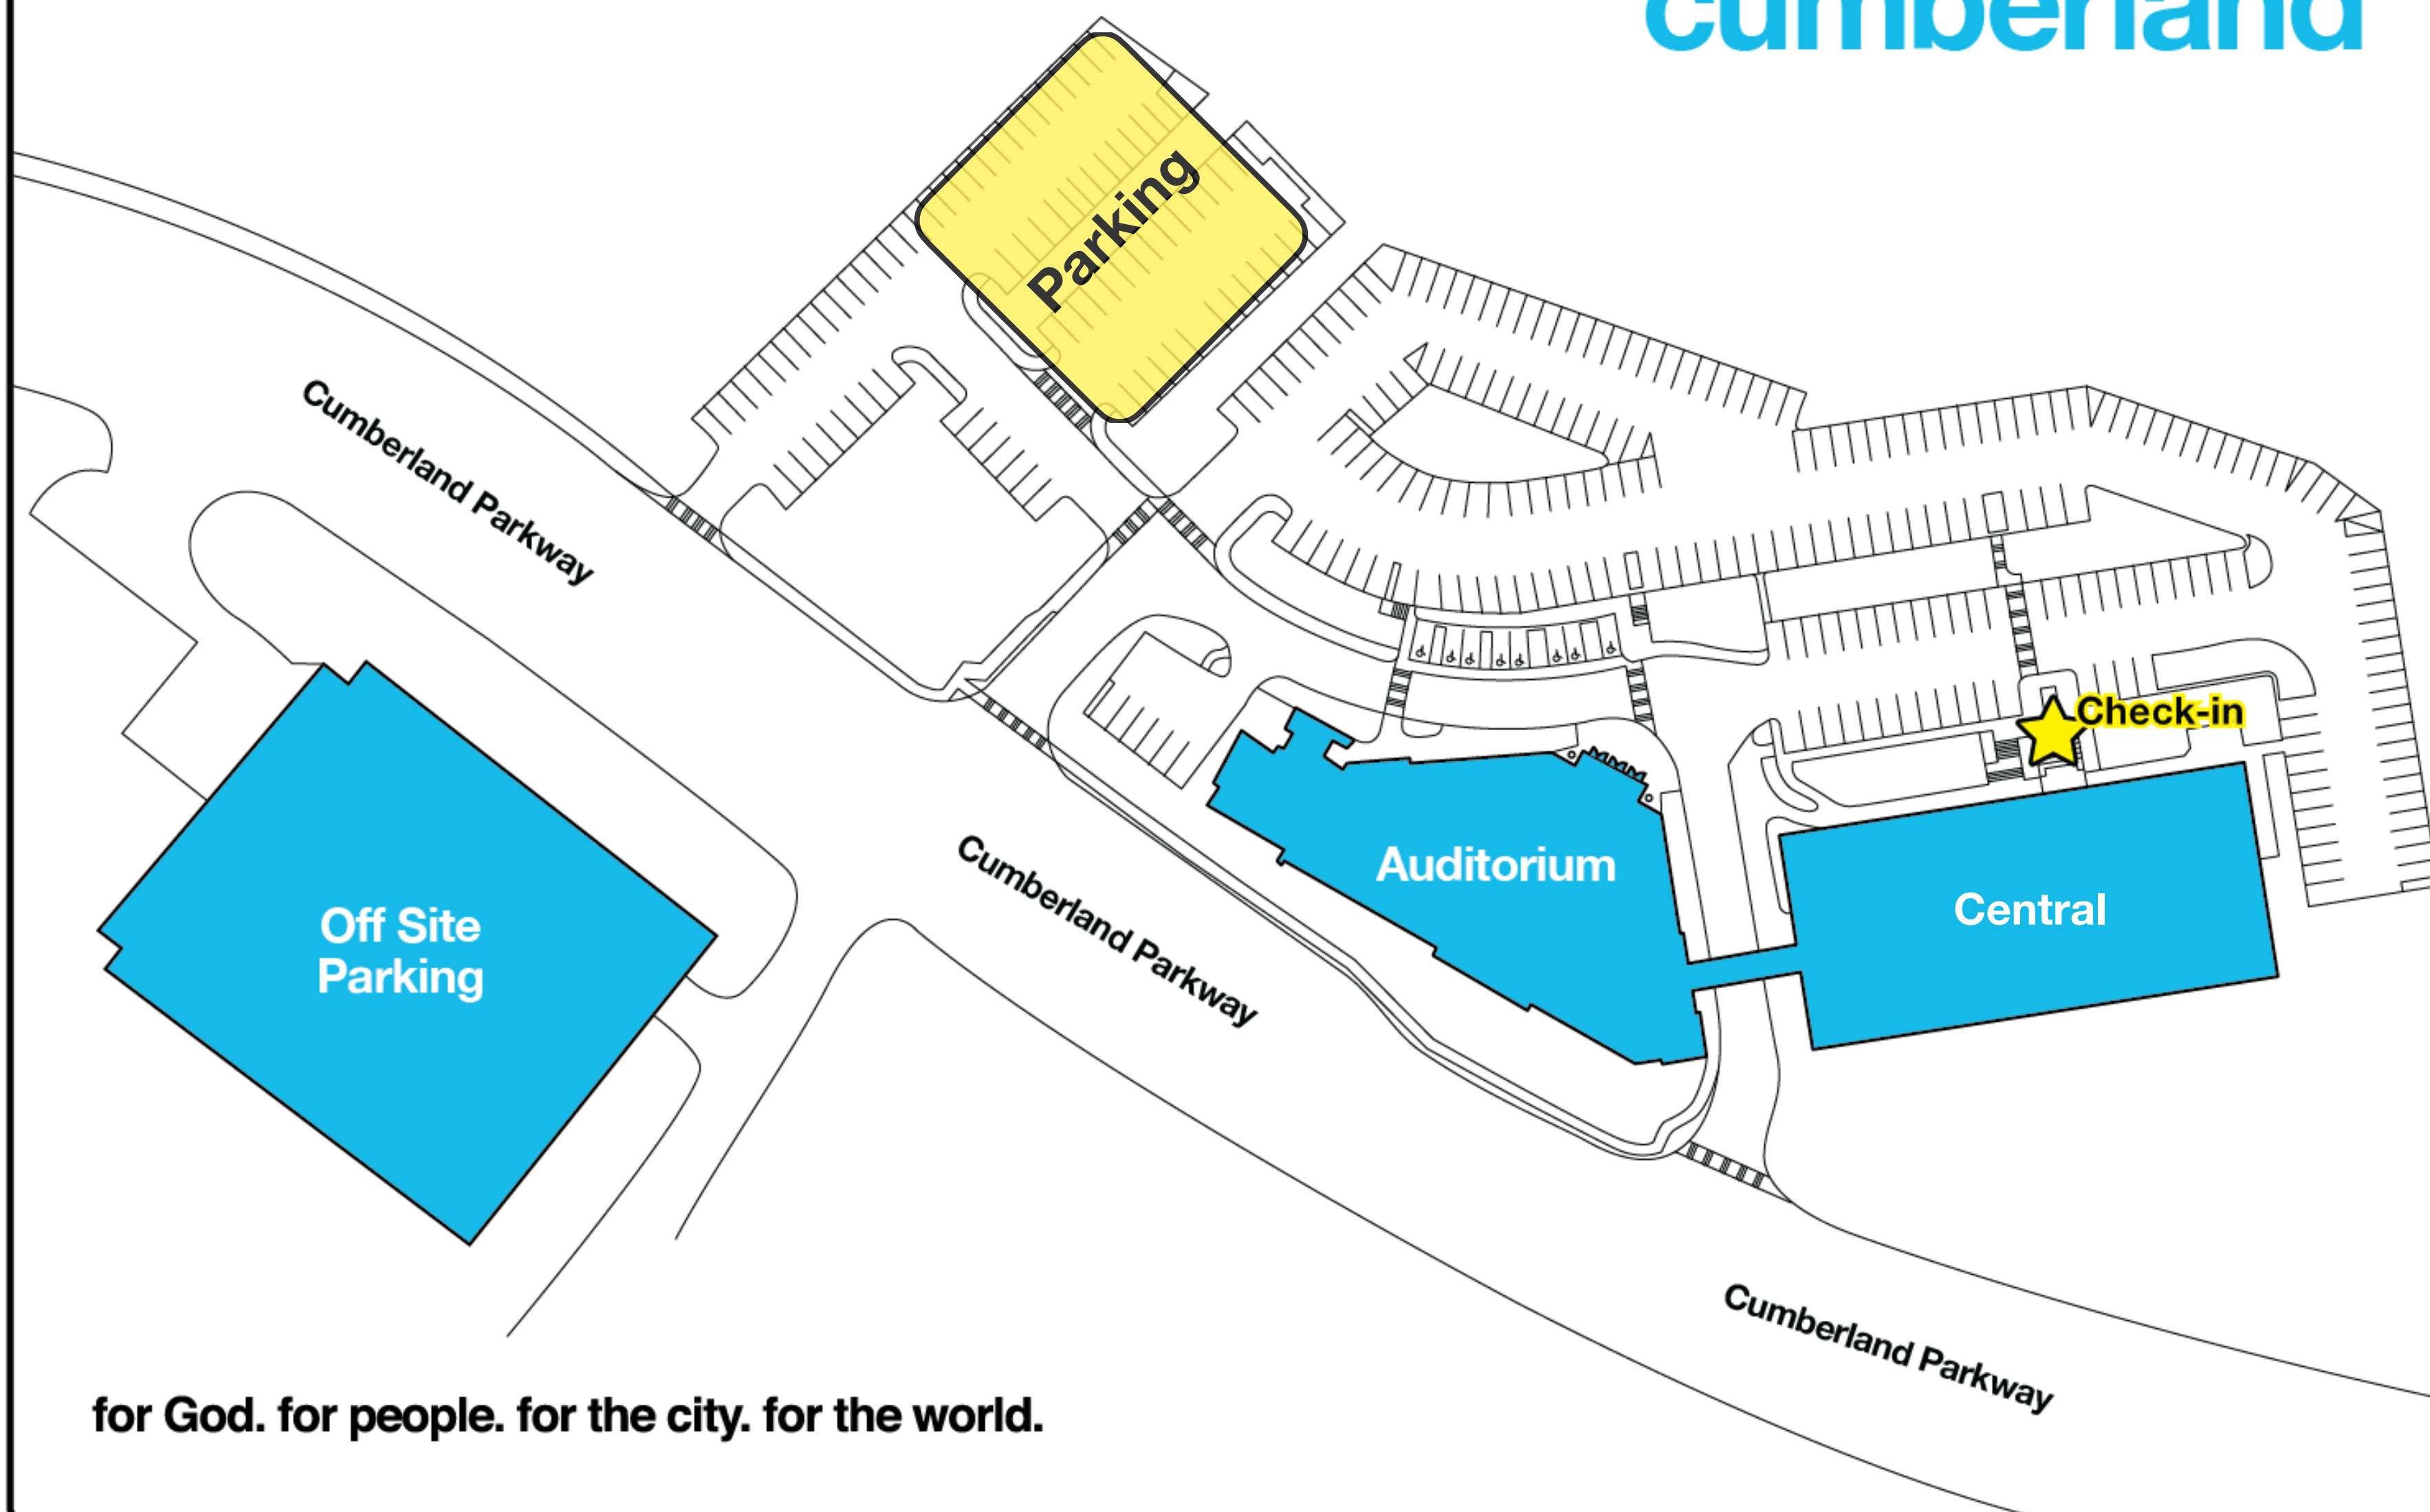 cumberland
Parking
Cumberland Parkway
Check-in
Cumberland Parkway
Auditorium
Central
Off Site
Parking
Cumberland Parkway
for God. for people. for the city. for the world.